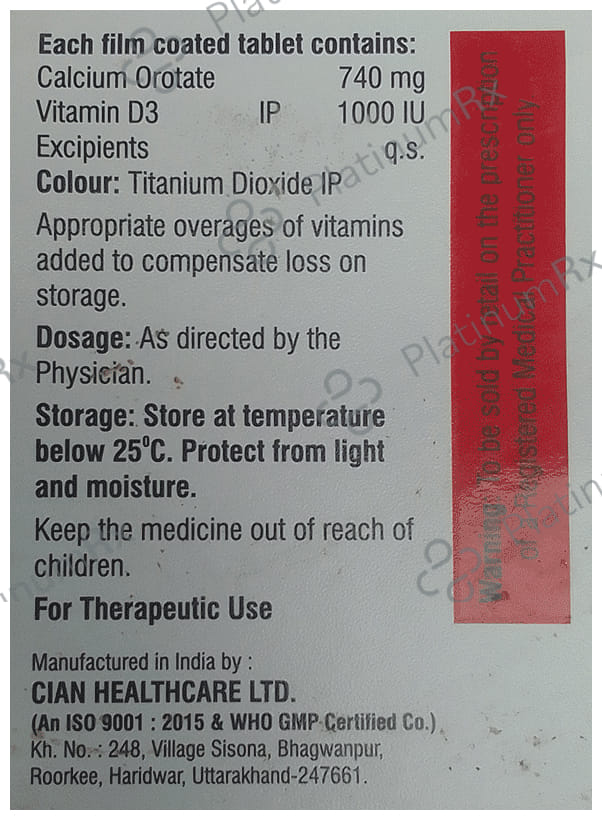 Each film coated tablet contains:
Calcium Orotate 740 mg
Vitamin D3 IP 1000 IU
Excipients q.s.
Colour: Titanium Dioxide IP
Appropriate overages of vitamins
added to compensate loss on
storage.
Dosage: As directed by the
Physician.
Storage: Store at temperature
below 25⁰C. Protect from light
and moisture.
Keep the medicine out of reach of
children.
For Therapeutic Use
Manufactured in India by :
CIAN HEALTHCARE LTD.
(An ISO 9001 : 2015 & WHO GMP Certified Co.)
Kh. No. : 248, Village Sisona, Bhagwanpur,
Roorkee, Haridwar, Uttarakhand-247661.
Warning: To be sold by retail on the prescription
of a Registered Medical Practitioner only.
PlatinumRx
PlatinumRx